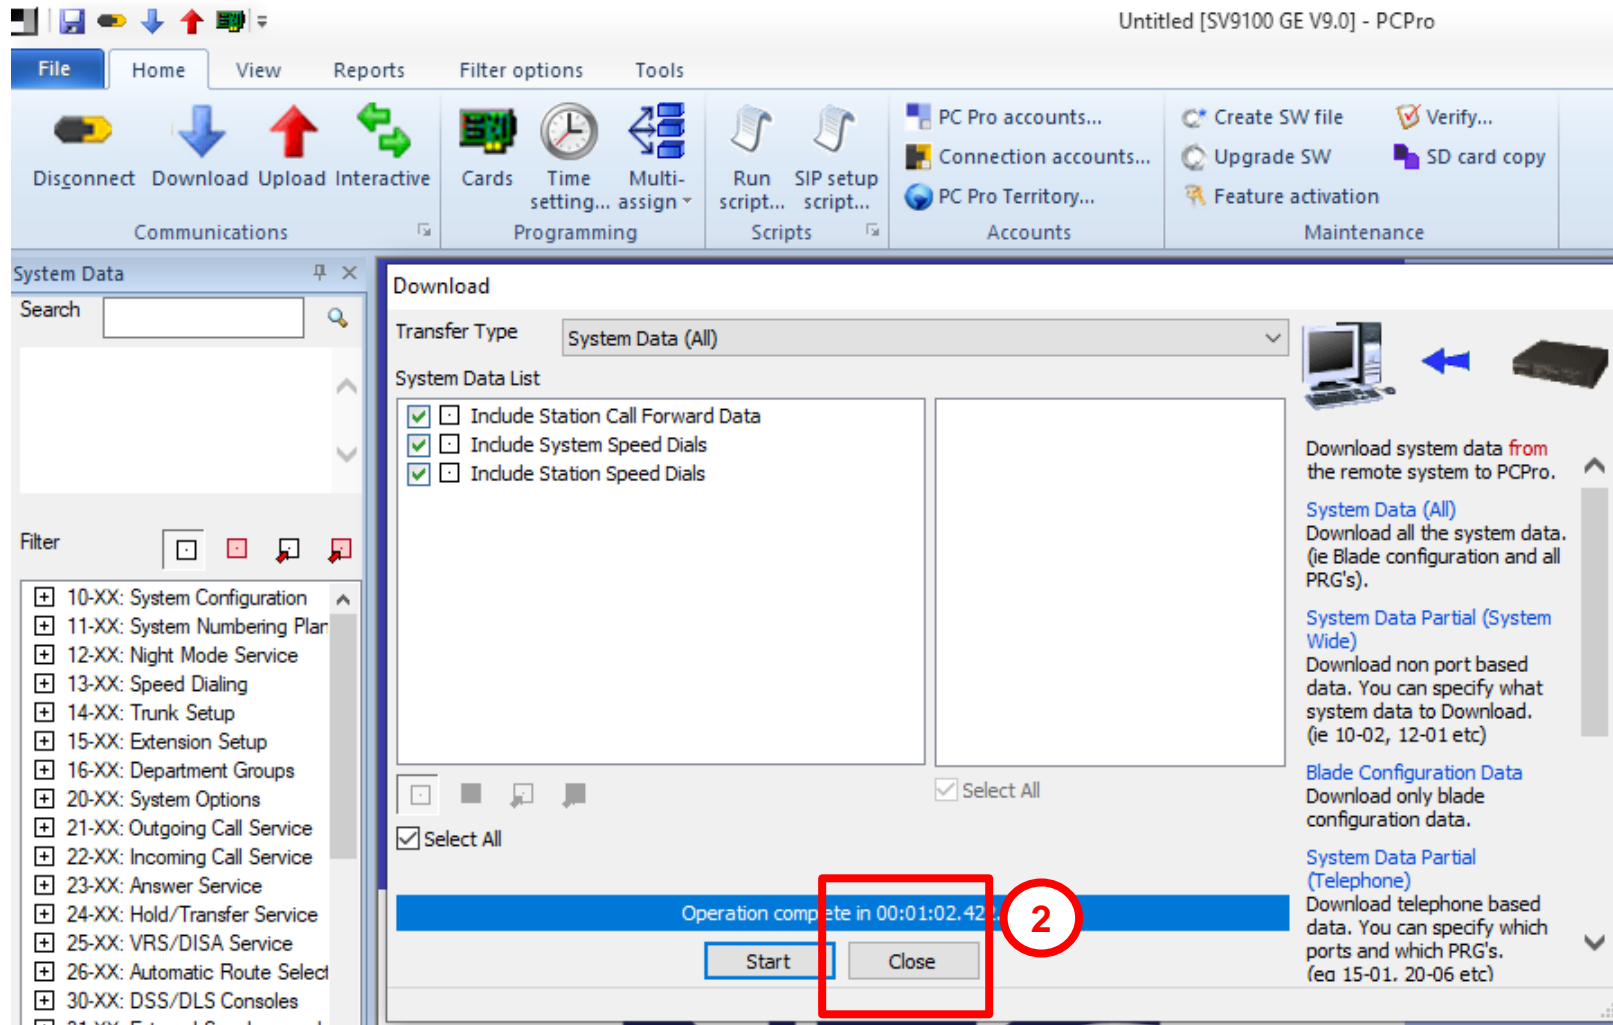 Untitled [SV9100 GE V9.0] - PCPro
File Home View Reports Filter options Tools
Disconnect Download Upload Interactive
Communications
Cards Time setting... Multi-assign
Programming
Run script... SIP setup script...
Scripts
PC Pro accounts...
Connection accounts...
PC Pro Territory...
Accounts
Create SW file
Upgrade SW
Feature activation
Verify...
SD card copy
Maintenance
System Data
Search
Filter
10-XX: System Configuration
11-XX: System Numbering Plan
12-XX: Night Mode Service
13-XX: Speed Dialing
14-XX: Trunk Setup
15-XX: Extension Setup
16-XX: Department Groups
20-XX: System Options
21-XX: Outgoing Call Service
22-XX: Incoming Call Service
23-XX: Answer Service
24-XX: Hold/Transfer Service
25-XX: VRS/DISA Service
26-XX: Automatic Route Select
30-XX: DSS/DLS Consoles
Download
Transfer Type System Data (All)
System Data List
Include Station Call Forward Data
Include System Speed Dials
Include Station Speed Dials
Select All
Select All
Operation complete in 00:01:02.422.
2
Start Close
Download system data from
the remote system to PCPro.
System Data (All)
Download all the system data.
(ie Blade configuration and all
PRG's).
System Data Partial (System
Wide)
Download non port based
data. You can specify what
system data to Download.
(ie 10-02, 12-01 etc)
Blade Configuration Data
Download only blade
configuration data.
System Data Partial
(Telephone)
Download telephone based
data. You can specify which
ports and which PRG's.
(eg 15-01, 20-06 etc)